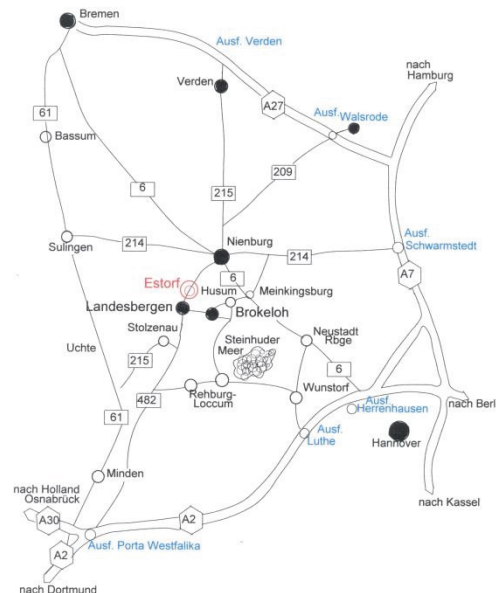 Bremen
Ausf. Verden
nach
Hamburg
Verden
A27
Ausf.
Walsrode
61
Bassum
209
6
215
Ausf.
Schwarmstedt
Sulingen
214
Nienburg
214
6
A7
Estorf
Husum
Meinkingsburg
Landesbergen
Brokeloh
Stolzenau
Steinhuder
Meer
Neustadt
Rbge
Uchte
215
6
482
Rehburg-
Loccum
Wunstorf
Ausf.
Herrenhausen
nach Berl
61
Ausf.
Luthe
Hannover
Minden
nach Holland
Osnabrück
nach Kassel
A30
A2
Ausf. Porta Westfalika
A2
nach Dortmund